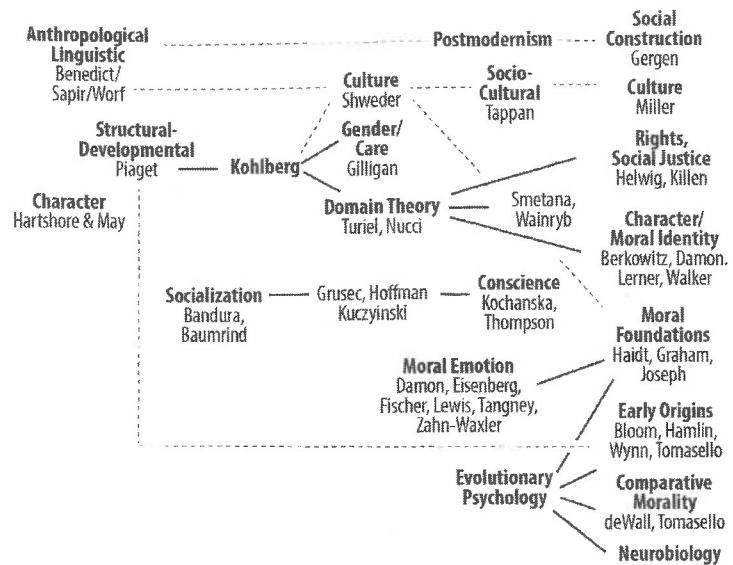 Anthropological
Linguistic
Benedict/
Sapir/Worf
Postmodernism
Social
Construction
Gergen
Culture
Shweder
Socio-
Cultural
Tappan
Culture
Miller
Structural-
Developmental
Piaget
Kohlberg
Gender/
Care
Gilligan
Rights,
Social Justice
Helwig, Killen
Character
Hartshore & May
Domain Theory
Turiel, Nucci
Smetana,
Wainryb
Character/
Moral Identity
Berkowitz, Damon.
Lerner, Walker
Socialization
Bandura,
Baumrind
Grusec, Hoffman
Kuczyinski
Conscience
Kochanska,
Thompson
Moral
Foundations
Haidt, Graham,
Joseph
Moral Emotion
Damon, Eisenberg,
Fischer, Lewis, Tangney,
Zahn-Waxler
Early Origins
Bloom, Hamlin,
Wynn, Tomasello
Evolutionary
Psychology
Comparative
Morality
deWall, Tomasello
Neurobiology